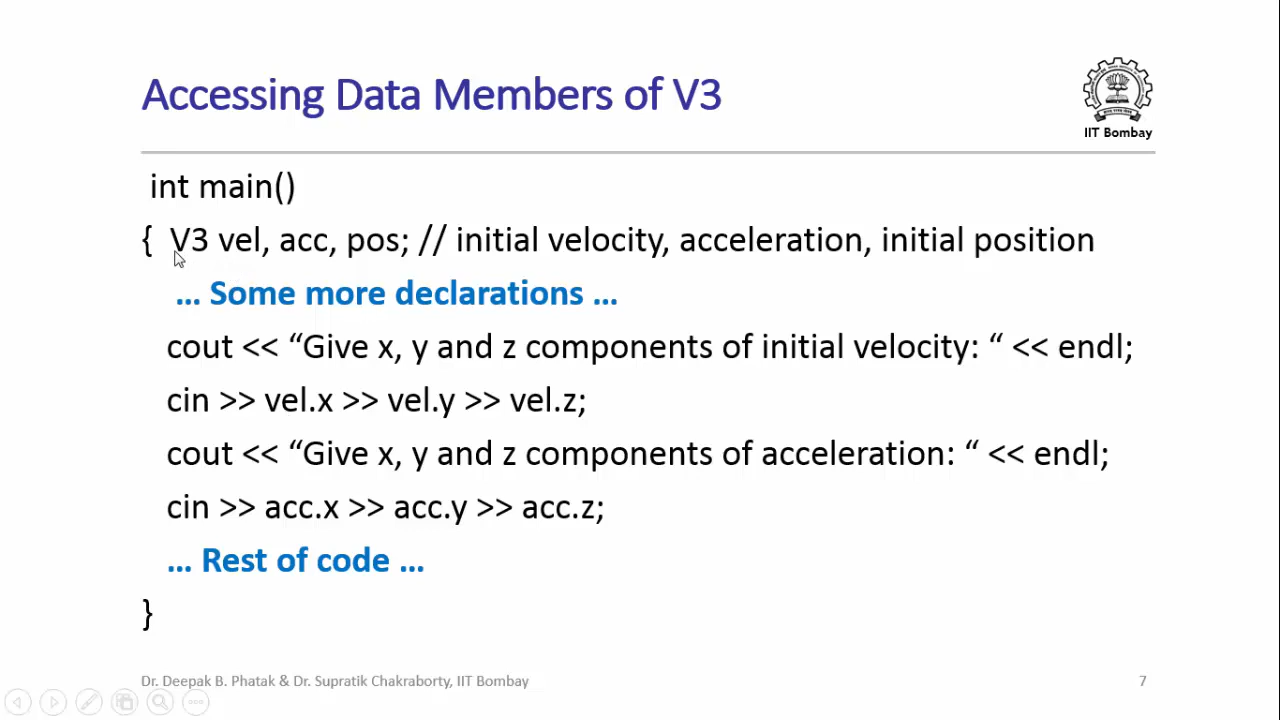 Accessing Data Members of V3
IIT Bombay
int main()
{ V3 vel, acc, pos; // initial velocity, acceleration, initial position
… Some more declarations …
cout << “Give x, y and z components of initial velocity: “ << endl;
cin >> vel.x >> vel.y >> vel.z;
cout << “Give x, y and z components of acceleration: “ << endl;
cin >> acc.x >> acc.y >> acc.z;
… Rest of code …
}
Dr. Deepak B. Phatak & Dr. Supratik Chakraborty, IIT Bombay
7